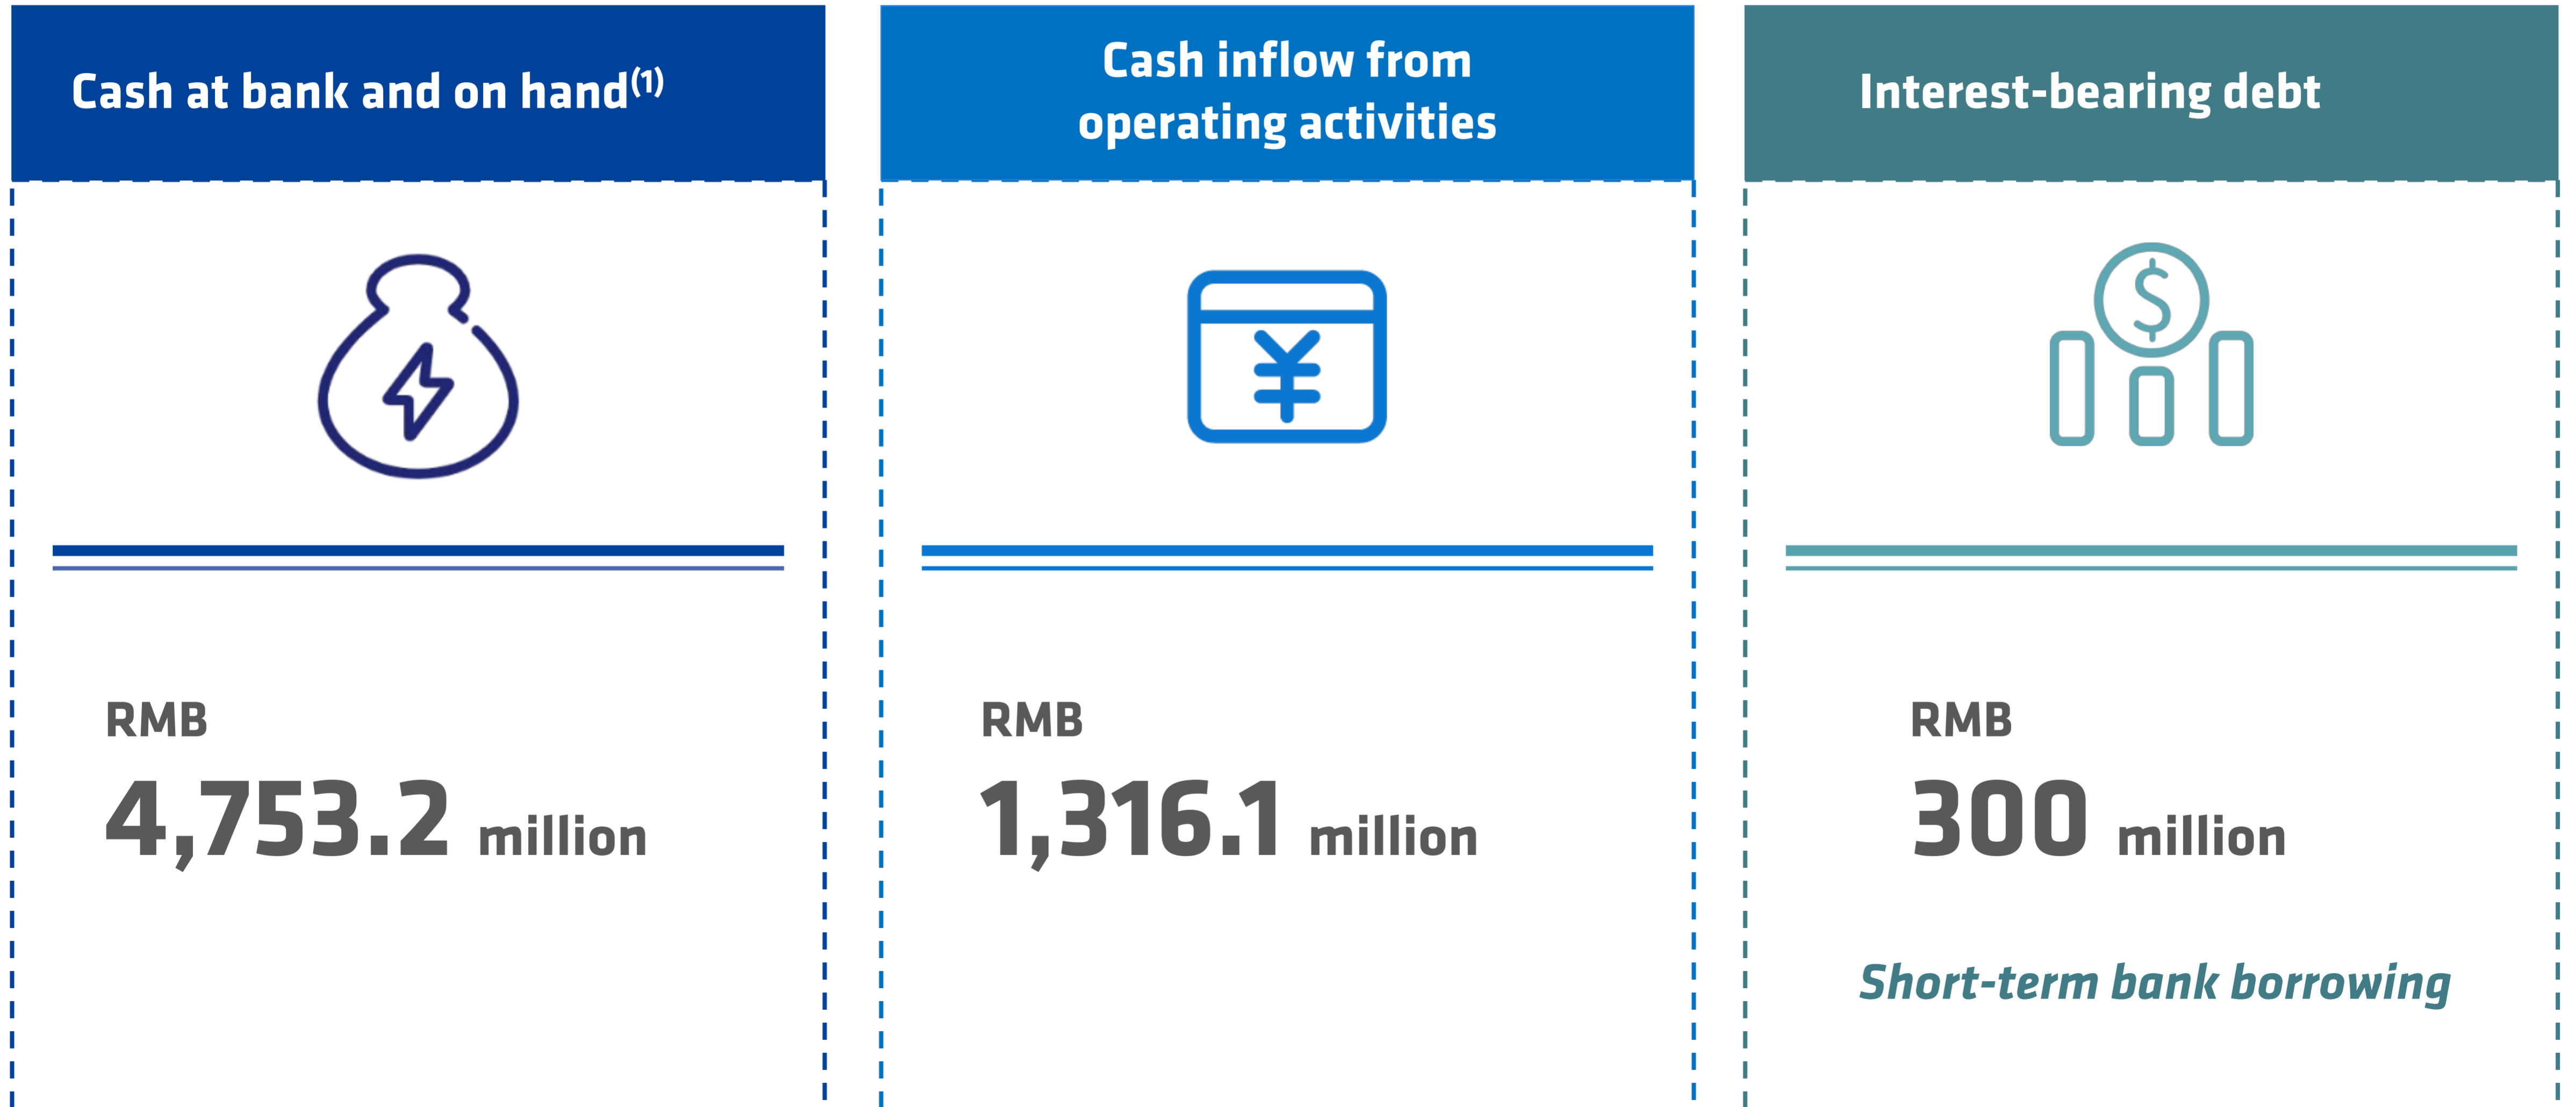 Cash at bank and on hand(1)
Cash inflow from
operating activities
Interest-bearing debt
¥
$
RMB
4,753.2 million
RMB
1,316.1 million
RMB
300 million
Short-term bank borrowing